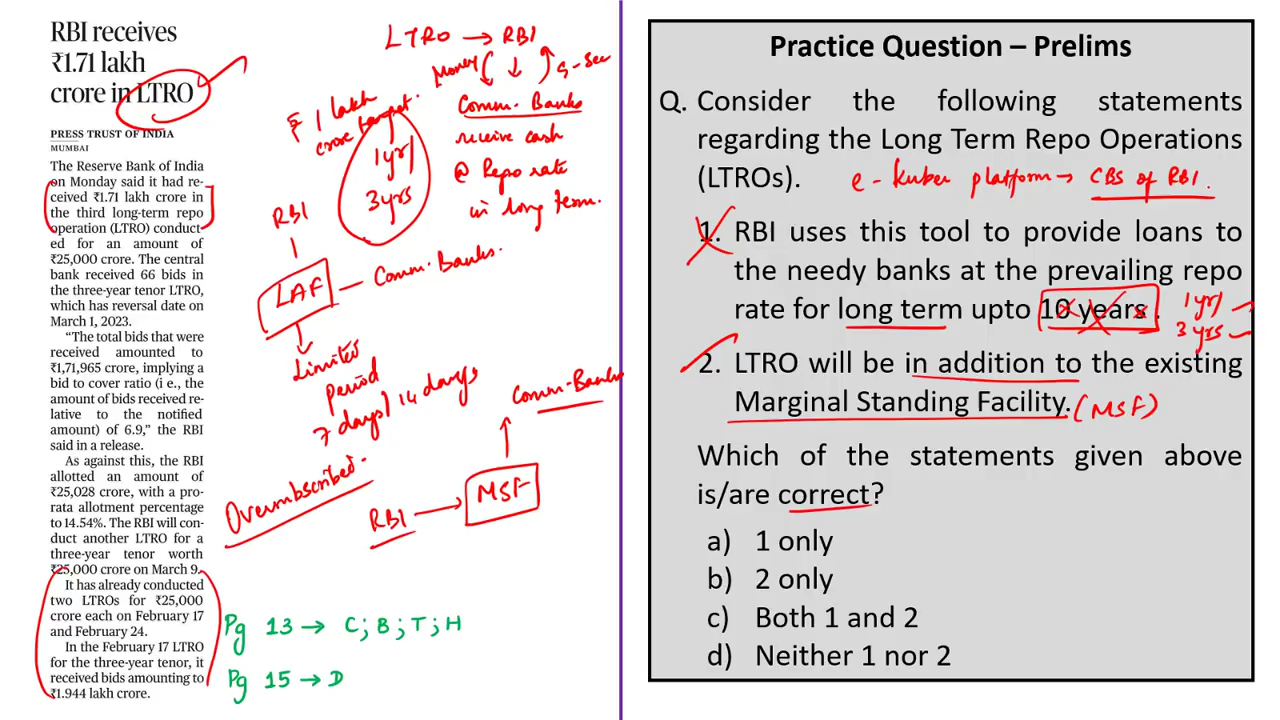 RBI receives
₹1.71 lakh
crore in LTRO
PRESS TRUST OF INDIA
MUMBAI
The Reserve Bank of India
on Monday said it had re-
ceived ₹1.71 lakh crore in
the third long-term repo
operation (LTRO) conduct-
ed for an amount of
₹25,000 crore. The central
bank received 66 bids in
the three-year tenor LTRO,
which has reversal date on
March 1, 2023.
“The total bids that were
received amounted to
₹1,71,965 crore, implying a
bid to cover ratio (i e., the
amount of bids received re-
lative to the notified
amount) of 6.9,” the RBI
said in a release.
As against this, the RBI
allotted an amount of
₹25,028 crore, with a pro-
rata allotment percentage
to 14.54%. The RBI will con-
duct another LTRO for a
three-year tenor worth
₹25,000 crore on March 9.
It has already conducted
two LTROs for ₹25,000
crore each on February 17
and February 24.
In the February 17 LTRO
for the three-year tenor, it
received bids amounting to
₹1.944 lakh crore.
LTRO → RBI
Money
G-Sec
Comm. Banks
receive cash
@ Repo rate
in long term.
₹ 1 lakh
crore target.
1yr/
3yrs
RBI
LAF
Comm. Banks.
Limited
period
7 days/14 days
Overnbscribed.
Comm-Banks
RBI → MSF
Pg 13 → C; B; T; H
Pg 15 → D
Practice Question – Prelims
Q. Consider the following statements
regarding the Long Term Repo Operations
(LTROs).
e-kuber platform → CBS of RBI.
1. RBI uses this tool to provide loans to
the needy banks at the prevailing repo
rate for long term upto 10 years.
1yr/
3yrs
2. LTRO will be in addition to the existing
Marginal Standing Facility. (MSF)
Which of the statements given above
is/are correct?
a) 1 only
b) 2 only
c) Both 1 and 2
d) Neither 1 nor 2